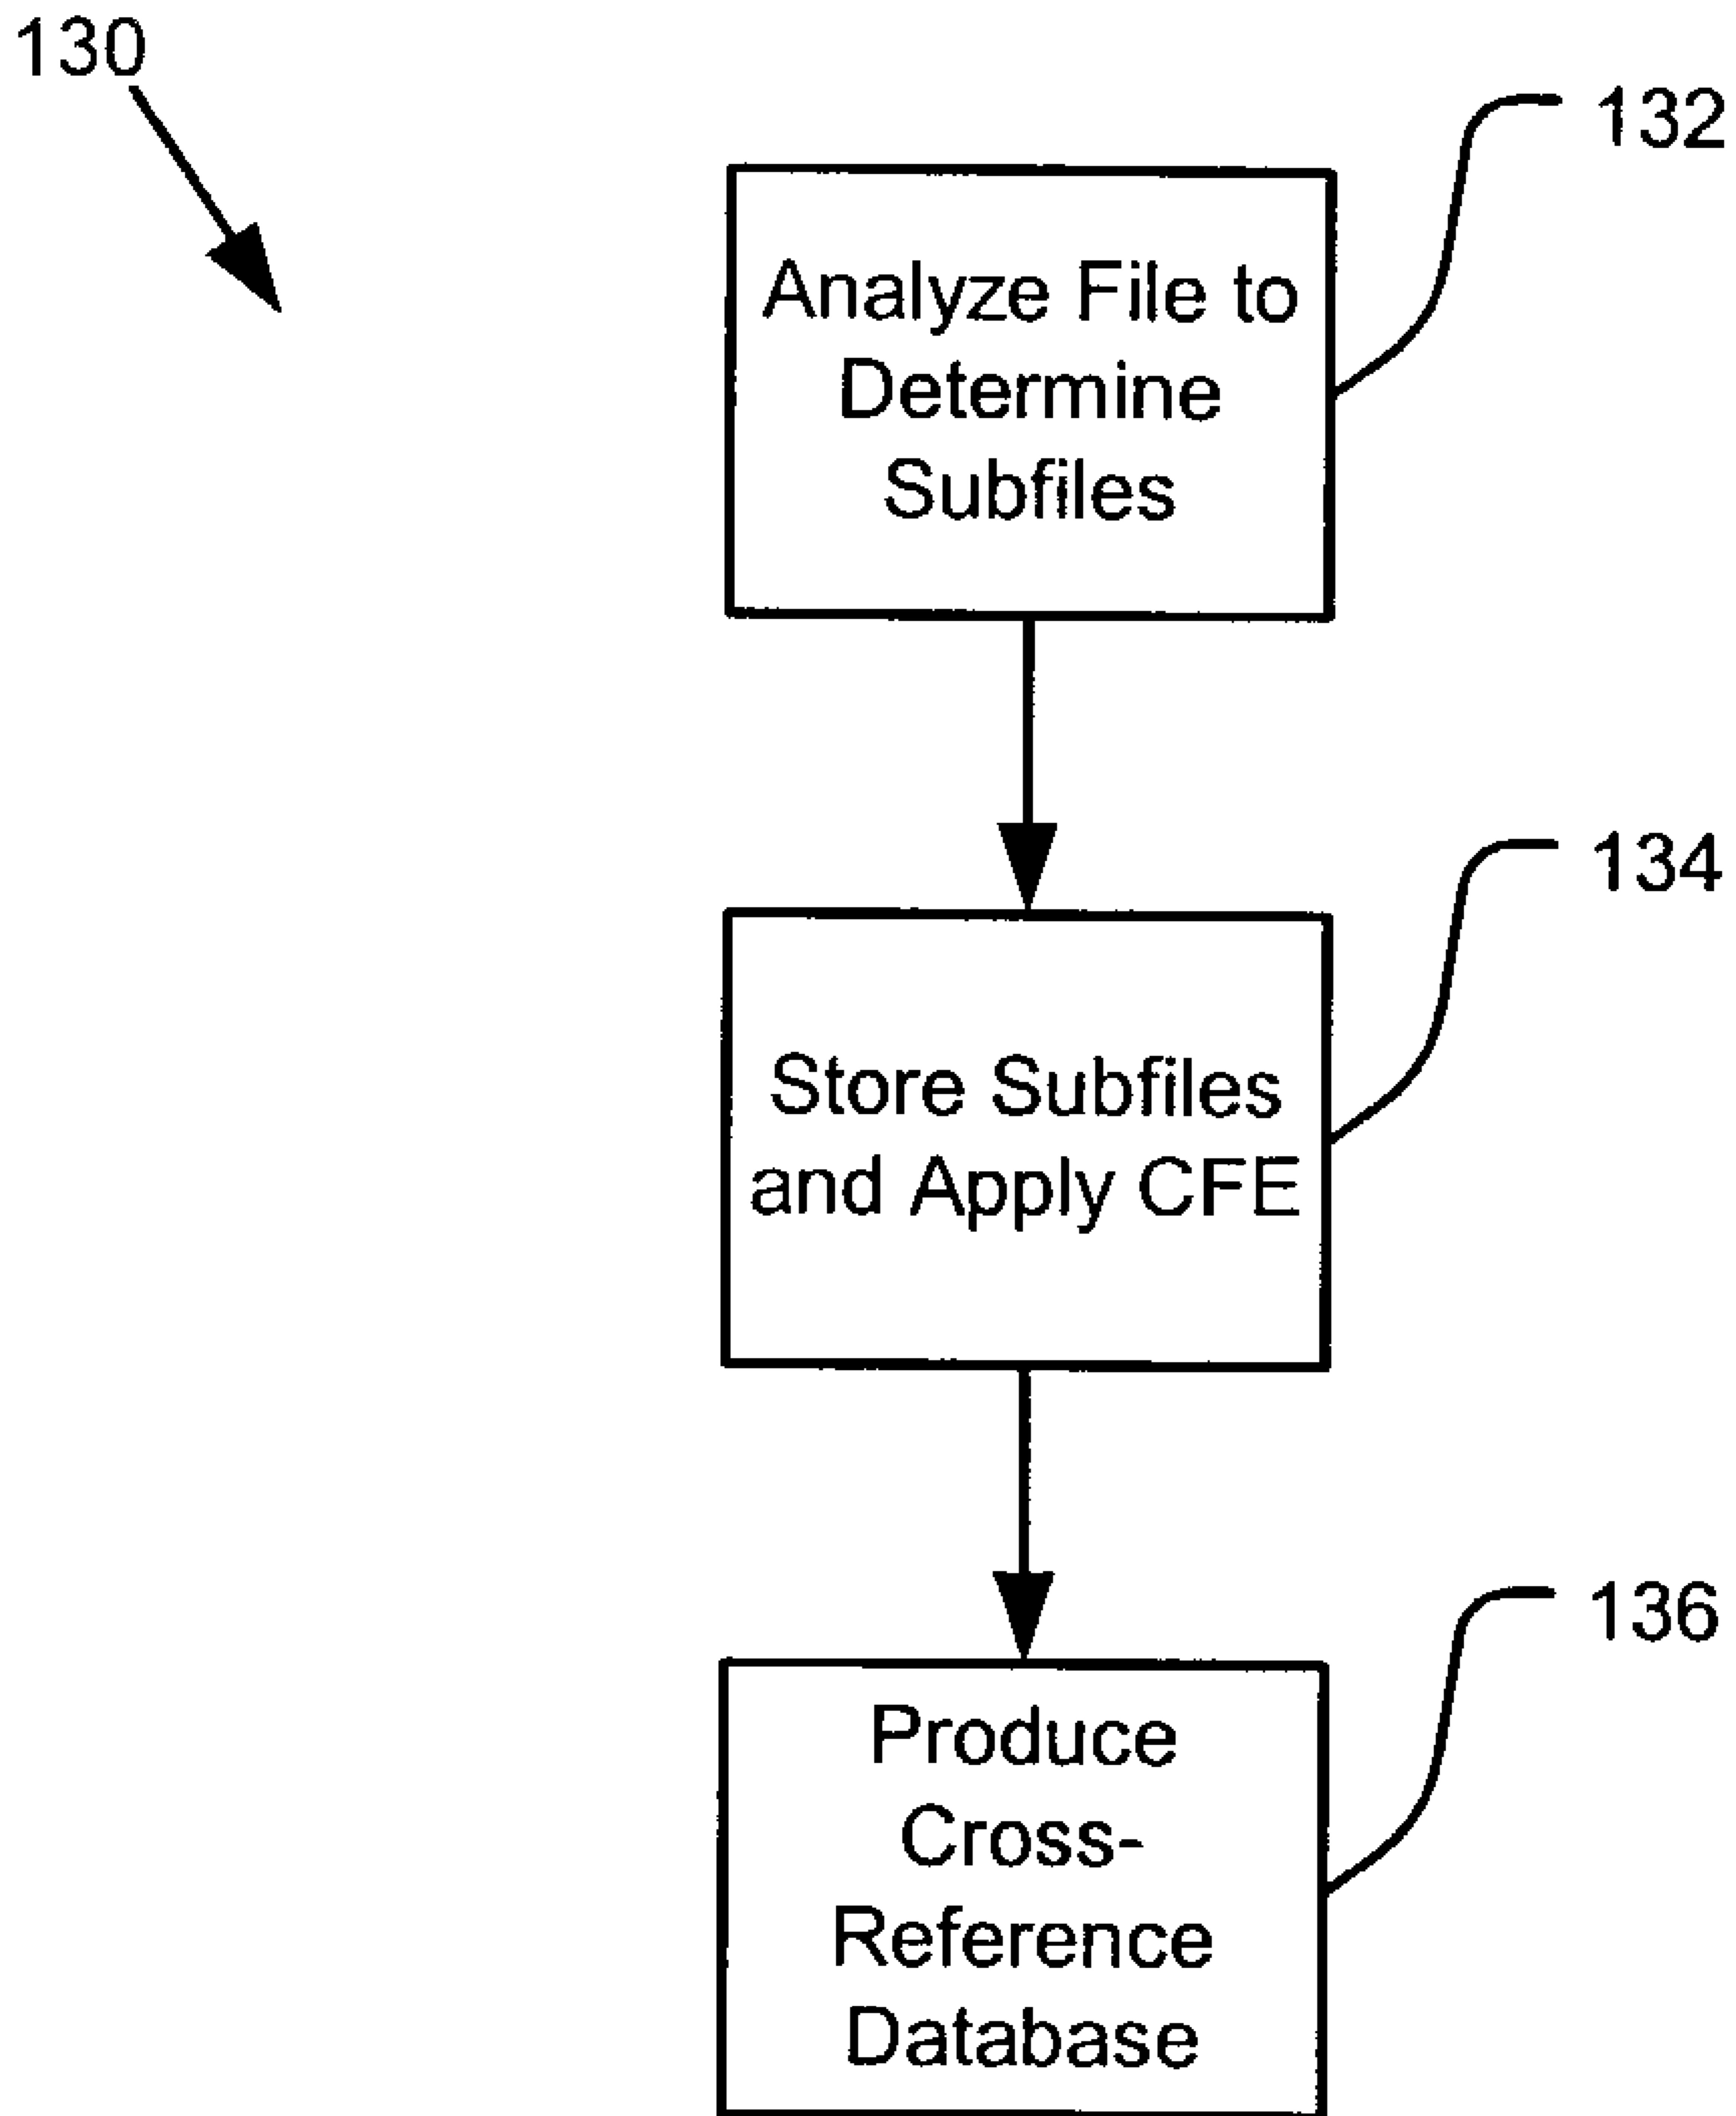 130
132
Analyze File to
Determine
Subfiles
134
Store Subfiles
and Apply CFE
136
Produce
Cross-
Reference
Database